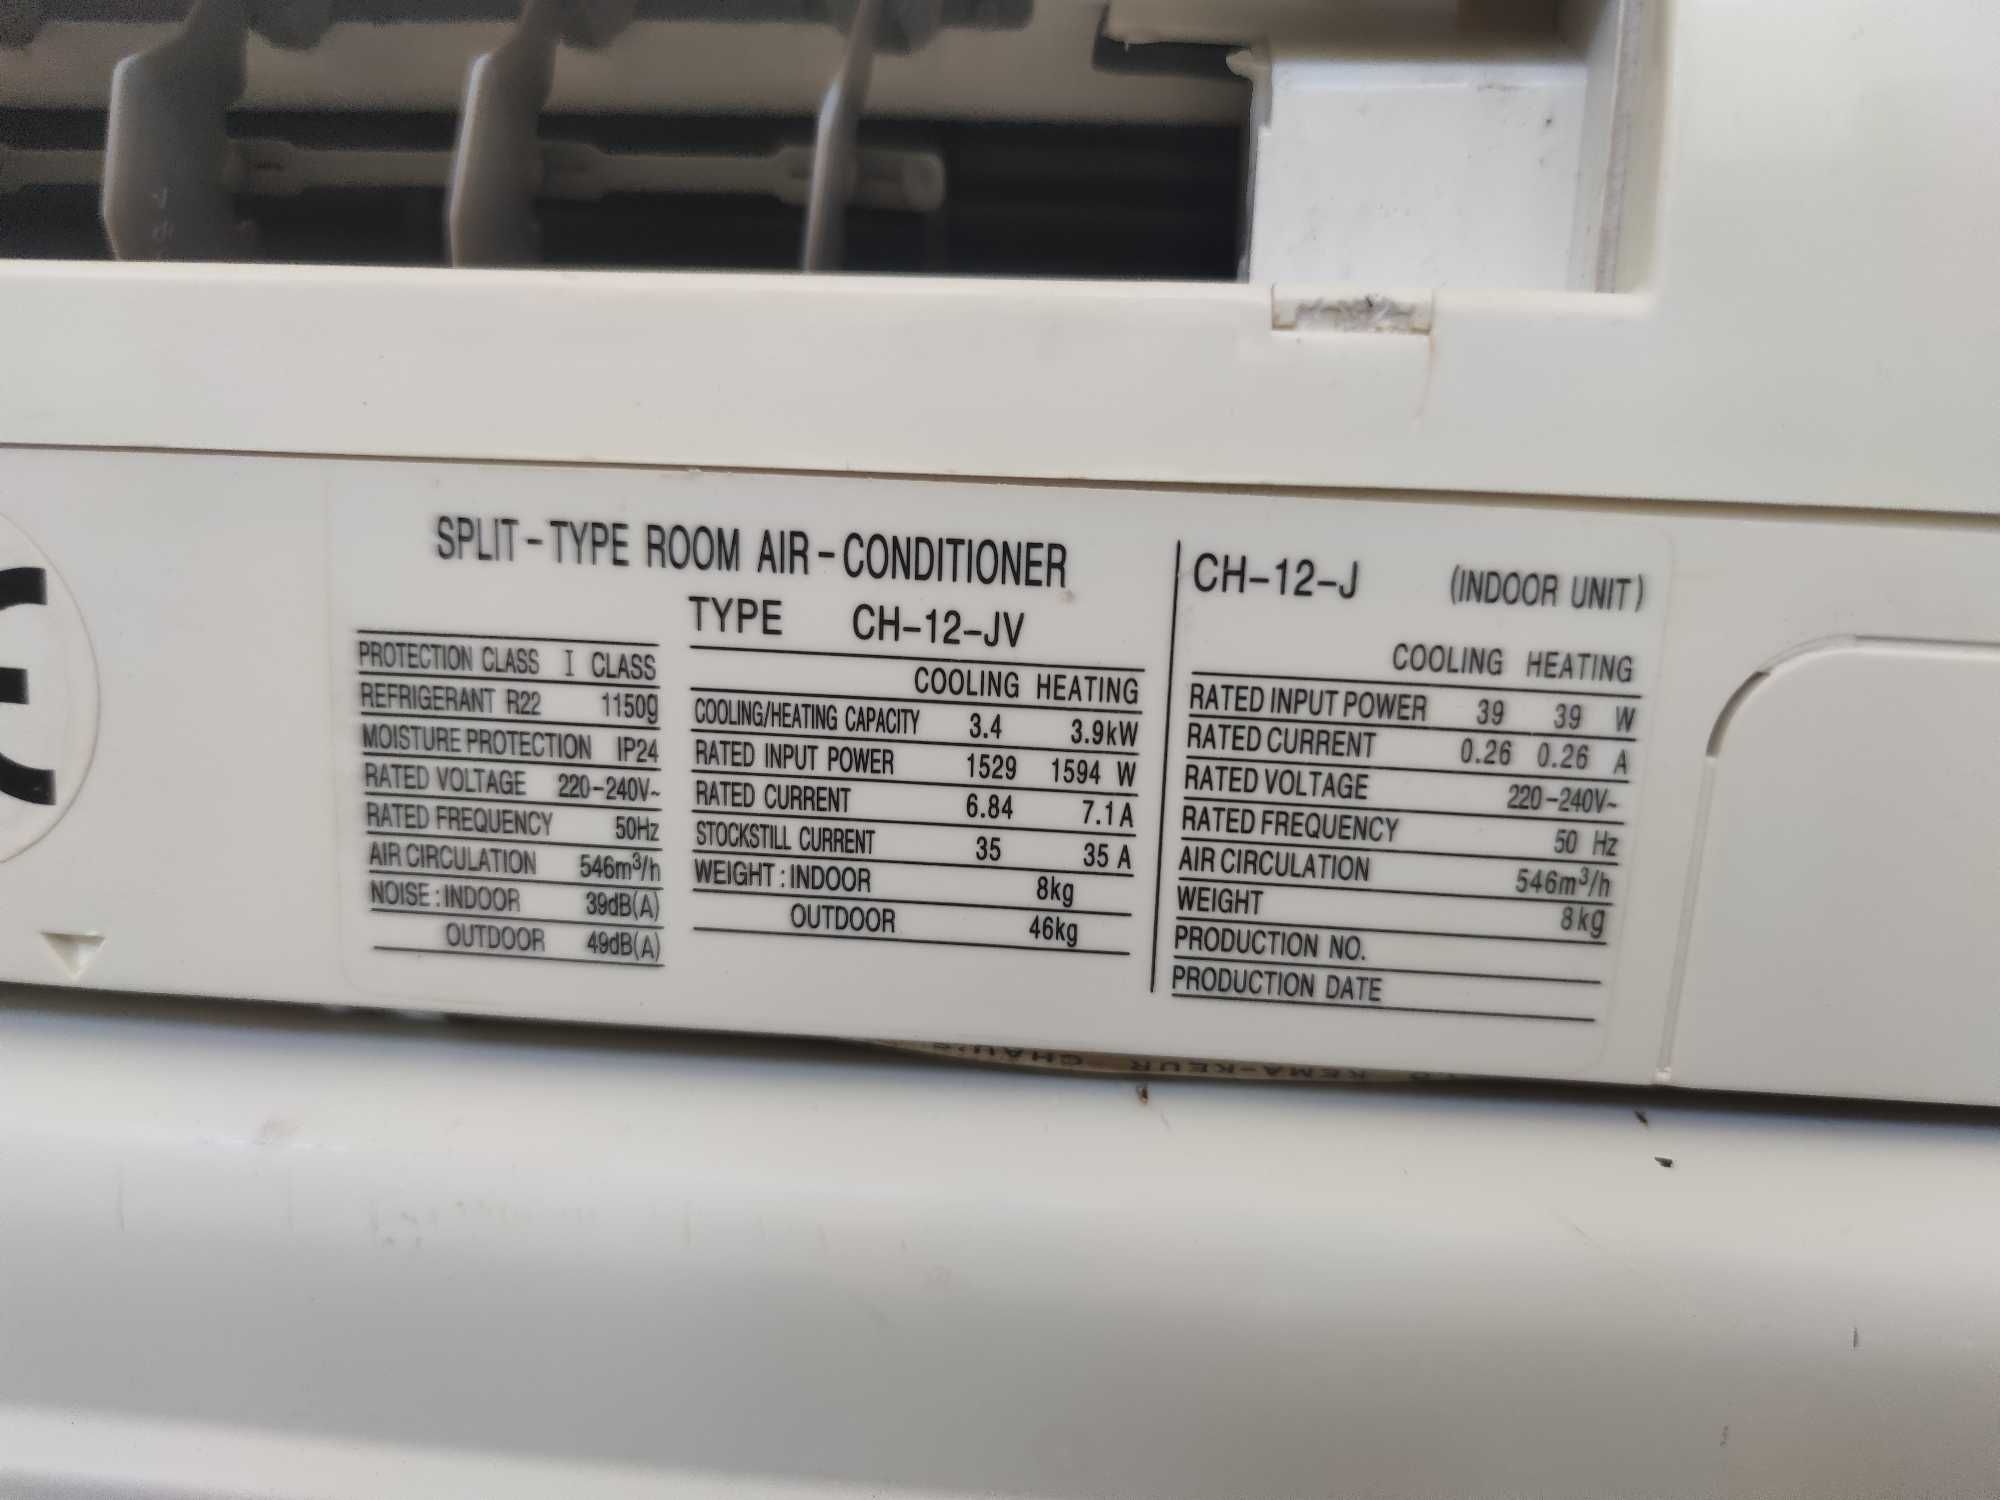 SPLIT-TYPE ROOM AIR-CONDITIONER
TYPE CH-12-JV
PROTECTION CLASS I CLASS
REFRIGERANT R22 1150g
MOISTURE PROTECTION IP24
RATED VOLTAGE 220-240V~
RATED FREQUENCY 50Hz
AIR CIRCULATION 546m³/h
NOISE: INDOOR 39dB(A)
OUTDOOR 49dB(A)
COOLING HEATING
COOLING/HEATING CAPACITY 3.4 3.9kW
RATED INPUT POWER 1529 1594 W
RATED CURRENT 6.84 7.1A
STOCKSTILL CURRENT 35 35 A
WEIGHT: INDOOR 8kg
OUTDOOR 46kg
CH-12-J (INDOOR UNIT)
COOLING HEATING
RATED INPUT POWER 39 39 W
RATED CURRENT 0.26 0.26 A
RATED VOLTAGE 220-240V~
RATED FREQUENCY 50 Hz
AIR CIRCULATION 546m³/h
WEIGHT 8kg
PRODUCTION NO.
PRODUCTION DATE
KEMA-KEUR